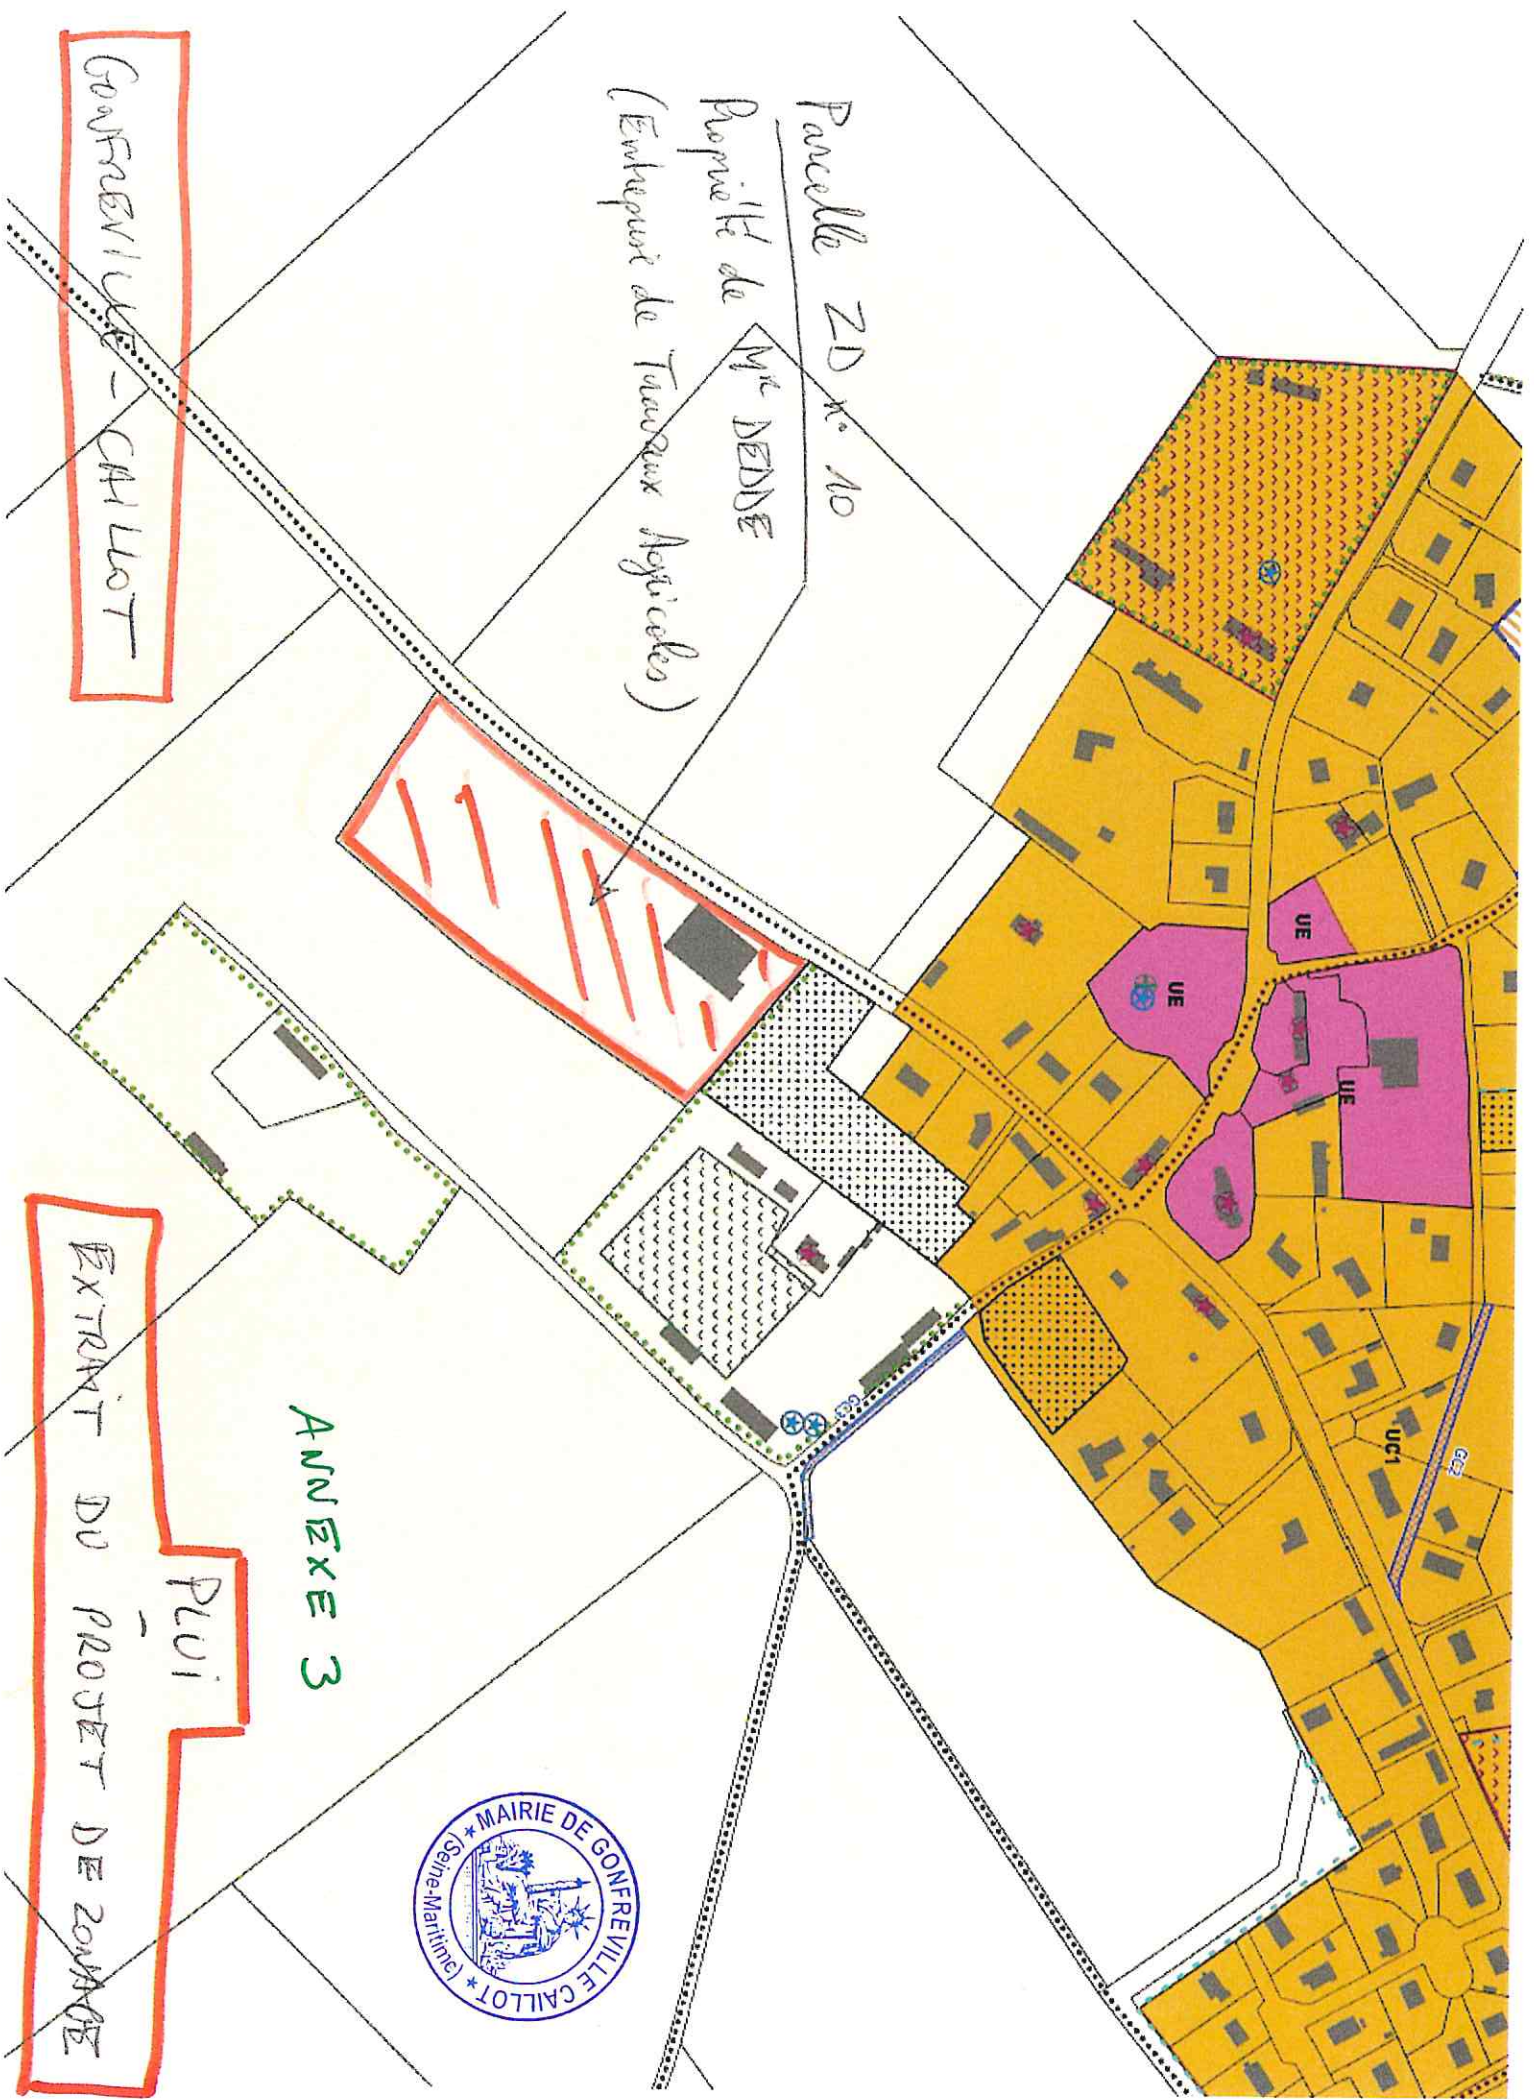 GONFREVILLE-CAILLOT
Parcelle ZD n° 10
Propriété de Mr DEDDE
(Entreprise de Travaux Agricoles)
UE
UE
UE
UC1
GC2
ANNEXE 3
PLUi
EXTRAIT DU PROJET DE ZONAGE
* MAIRIE DE GONFREVILLE CAILLOT *
(Seine-Maritime)